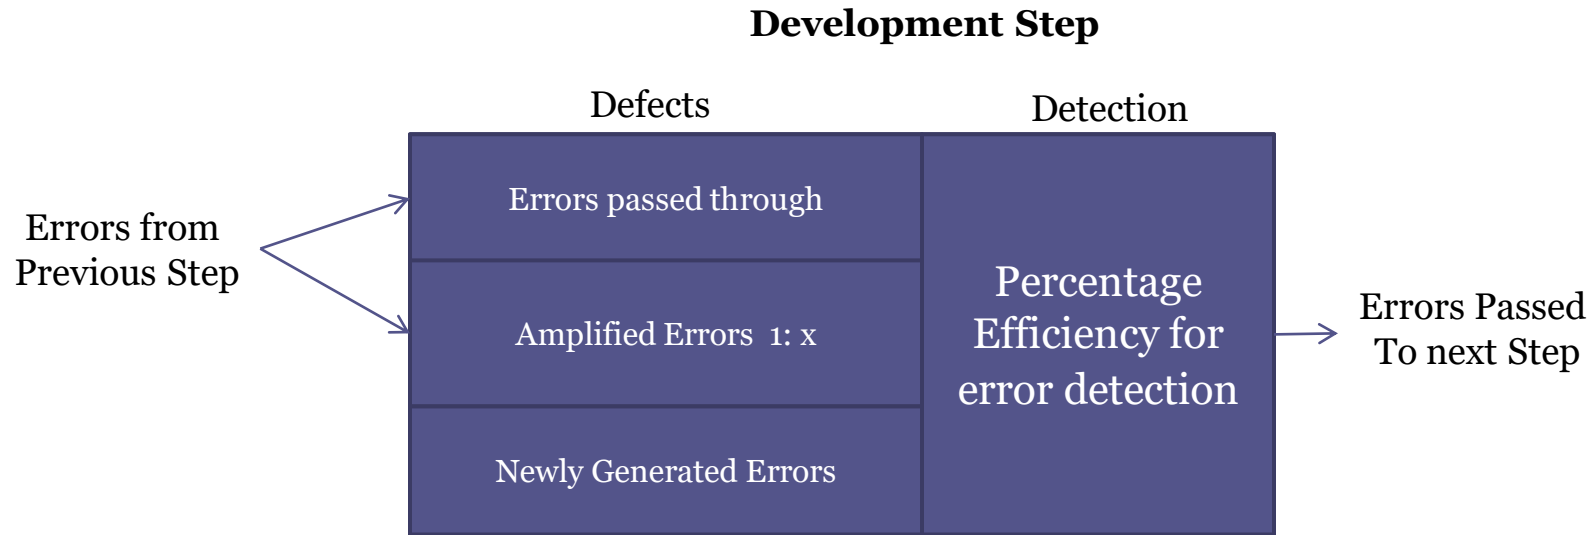 Development Step
Defects
Detection
Errors from
Previous Step
Errors passed through
Amplified Errors 1: x
Newly Generated Errors
Percentage
Efficiency for
error detection
Errors Passed
To next Step